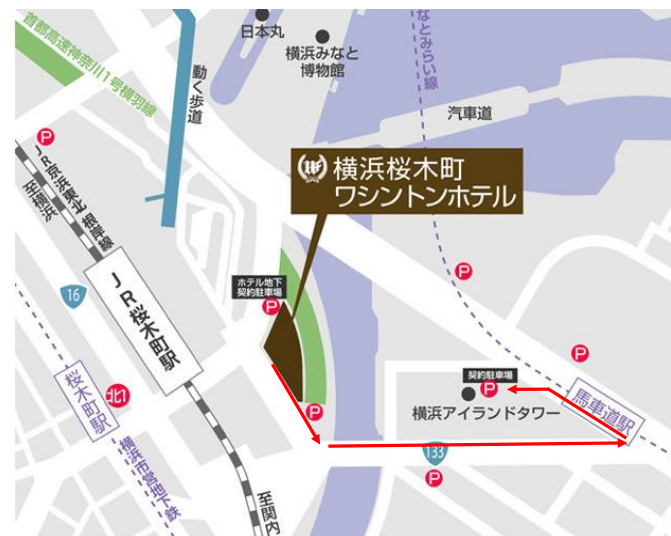 日本丸
横浜みなと
博物館
みなとみらい線
首都高速神奈川1号横羽線
動く歩道
汽車道
P
JR京浜東北・根岸線
至横浜
横浜桜木町
ワシントンホテル
P
16
ホテル地下
契約駐車場
P
JR桜木町駅
P
契約駐車場
P
桜木町駅
北1
P
横浜アイランドタワー
馬車道駅
133
P
横浜市営地下鉄
至関内